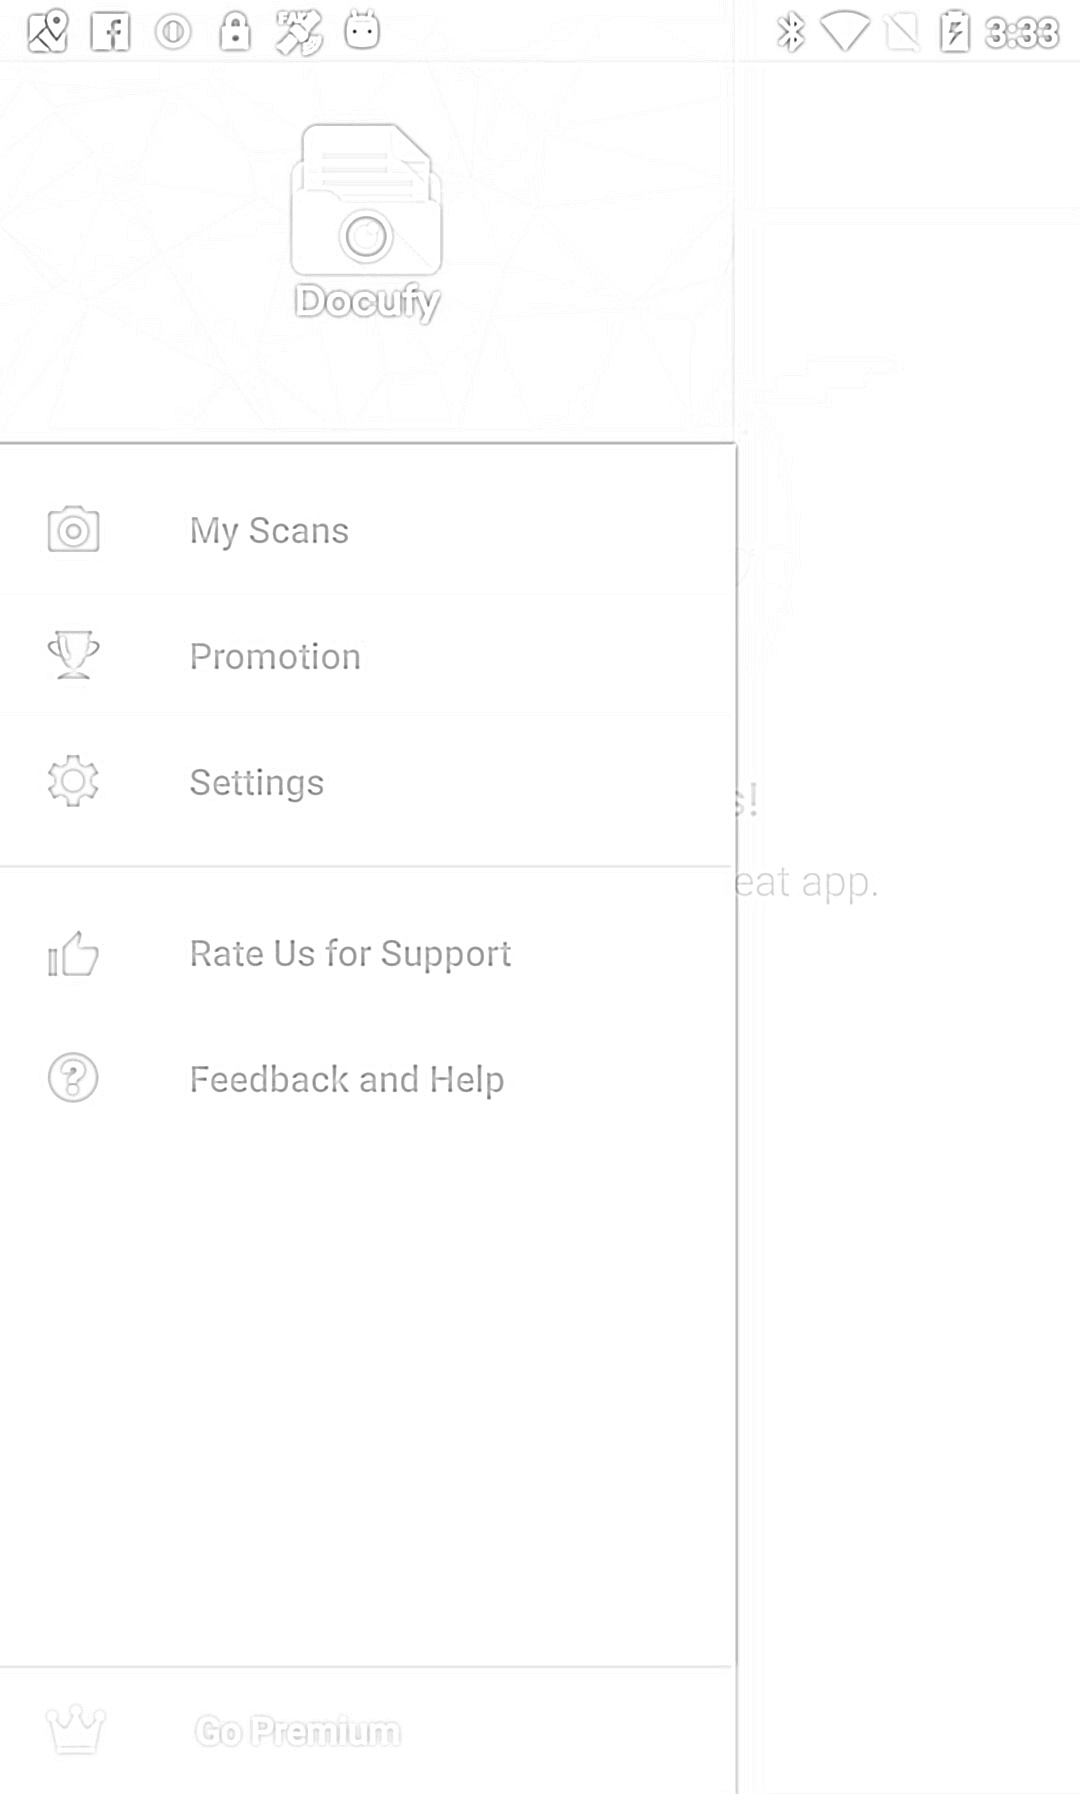 3:33
Docufy
My Scans
Promotion
Settings
s!
eat app.
Rate Us for Support
Feedback and Help
Go Premium